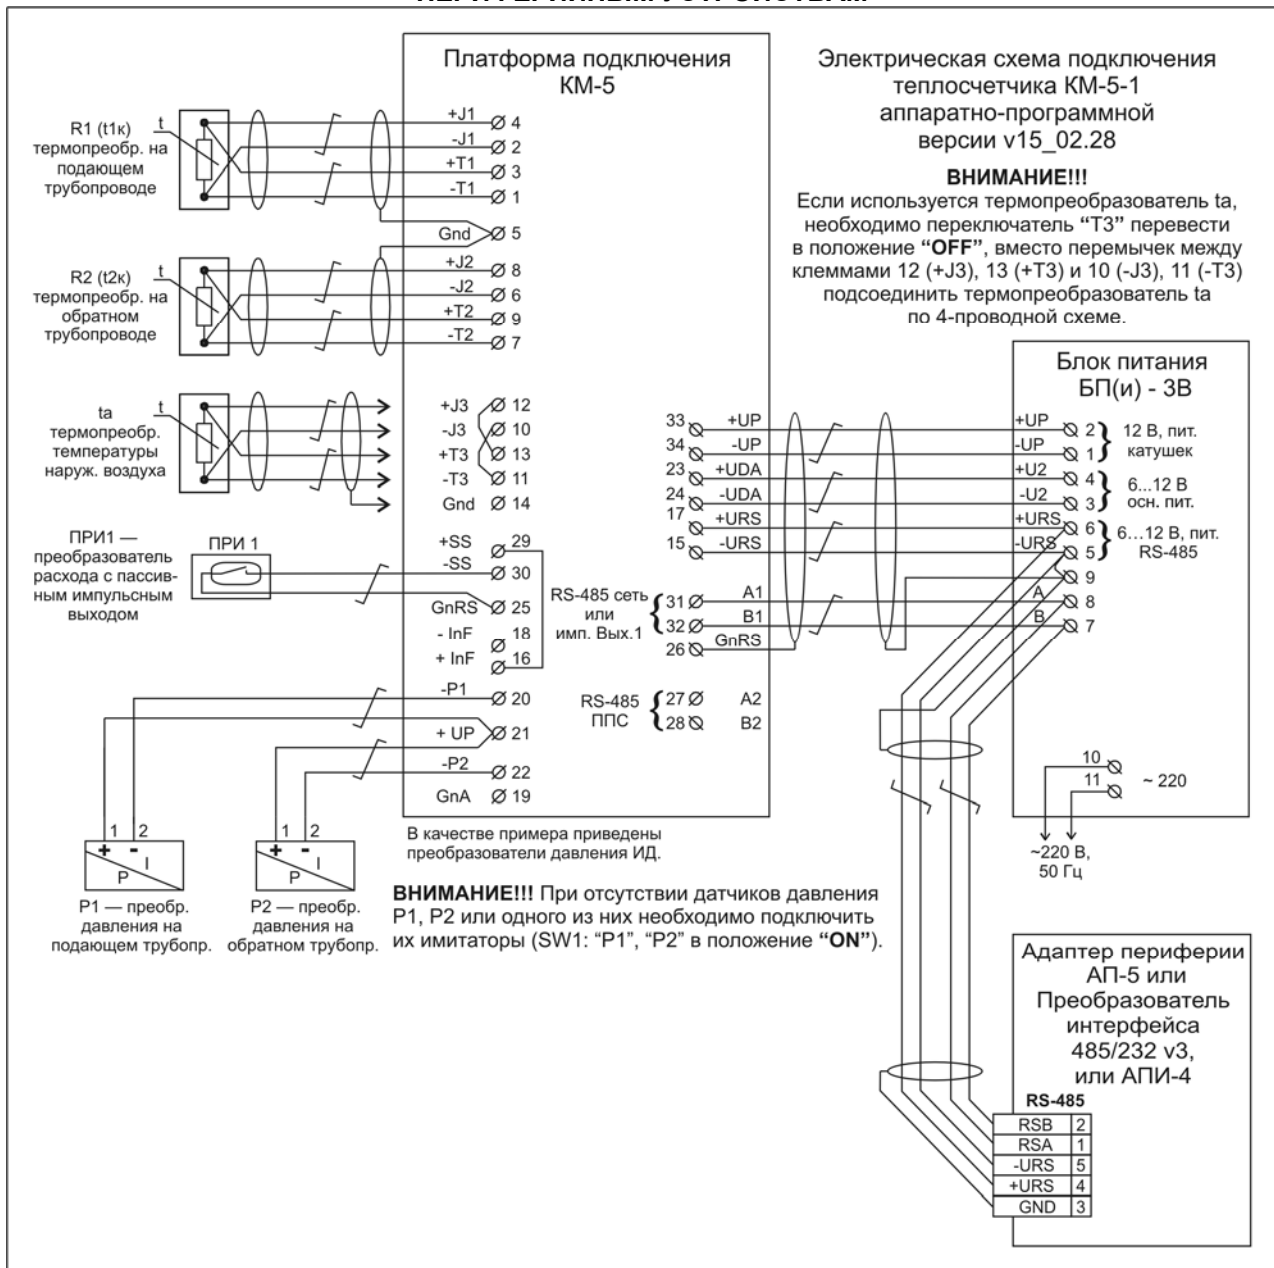 Платформа подключения
КМ-5
Электрическая схема подключения
теплосчетчика КМ-5-1
аппаратно-программной
версии v15_02.28
ВНИМАНИЕ!!!
Если используется термопреобразователь ta,
необходимо переключатель “Т3” перевести
в положение “OFF”, вместо перемычек между
клеммами 12 (+J3), 13 (+T3) и 10 (-J3), 11 (-T3)
подсоединить термопреобразователь ta
по 4-проводной схеме.
R1 (t1к)
термопреобр. на
подающем
трубопроводе
t
+J1 4
-J1 2
+T1 3
-T1 1
Gnd 5
R2 (t2к)
термопреобр. на
обратном
трубопроводе
t
+J2 8
-J2 6
+T2 9
-T2 7
ta
термопреобр.
температуры
наруж. воздуха
t
+J3 12
-J3 10
+T3 13
-T3 11
Gnd 14
ПРИ1 —
преобразователь
расхода с пассив-
ным импульсным
выходом
ПРИ 1
+SS 29
-SS 30
GnRS 25
- InF 18
+ InF 16
-P1 20
+ UP 21
-P2 22
GnA 19
33 +UP
34 -UP
23 +UDA
24 -UDA
17 +URS
15 -URS
RS-485 сеть
или
имп. Вых.1
31 A1
32 B1
26 GnRS
RS-485
ППС
27 A2
28 B2
Блок питания
БП(и) - 3В
+UP 2
-UP 1
12 В, пит.
катушек
+U2 4
-U2 3
6...12 В
осн. пит.
+URS 6
-URS 5
6...12 В, пит.
RS-485
9
A 8
B 7
10
11
~ 220
~220 В,
50 Гц
1 2
+ -
I
P
P1 — преобр.
давления на
подающем трубопр.
1 2
+ -
I
P
P2 — преобр.
давления на
обратном трубопр.
В качестве примера приведены
преобразователи давления ИД.
ВНИМАНИЕ!!! При отсутствии датчиков давления
P1, P2 или одного из них необходимо подключить
их имитаторы (SW1: “P1”, “P2” в положение “ON”).
Адаптер периферии
АП-5 или
Преобразователь
интерфейса
485/232 v3,
или АПИ-4
RS-485
RSB 2
RSA 1
-URS 5
+URS 4
GND 3